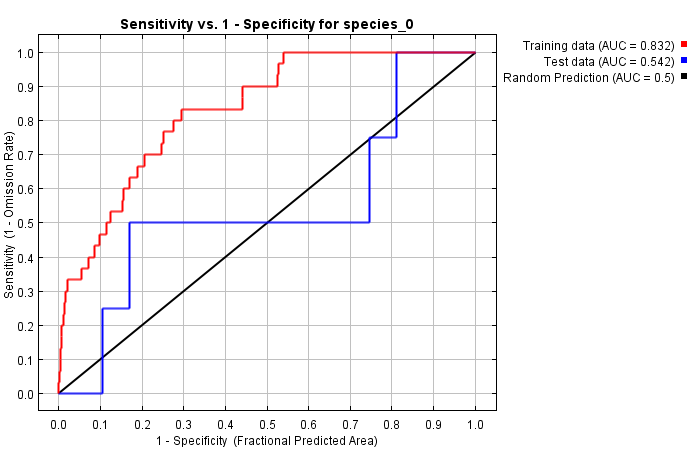 Sensitivity vs. 1 - Specificity for species_0
Training data (AUC = 0.832)
Test data (AUC = 0.542)
Random Prediction (AUC = 0.5)
Sensitivity (1 - Omission Rate)
1.0
0.9
0.8
0.7
0.6
0.5
0.4
0.3
0.2
0.1
0.0
0.0 0.1 0.2 0.3 0.4 0.5 0.6 0.7 0.8 0.9 1.0
1 - Specificity (Fractional Predicted Area)